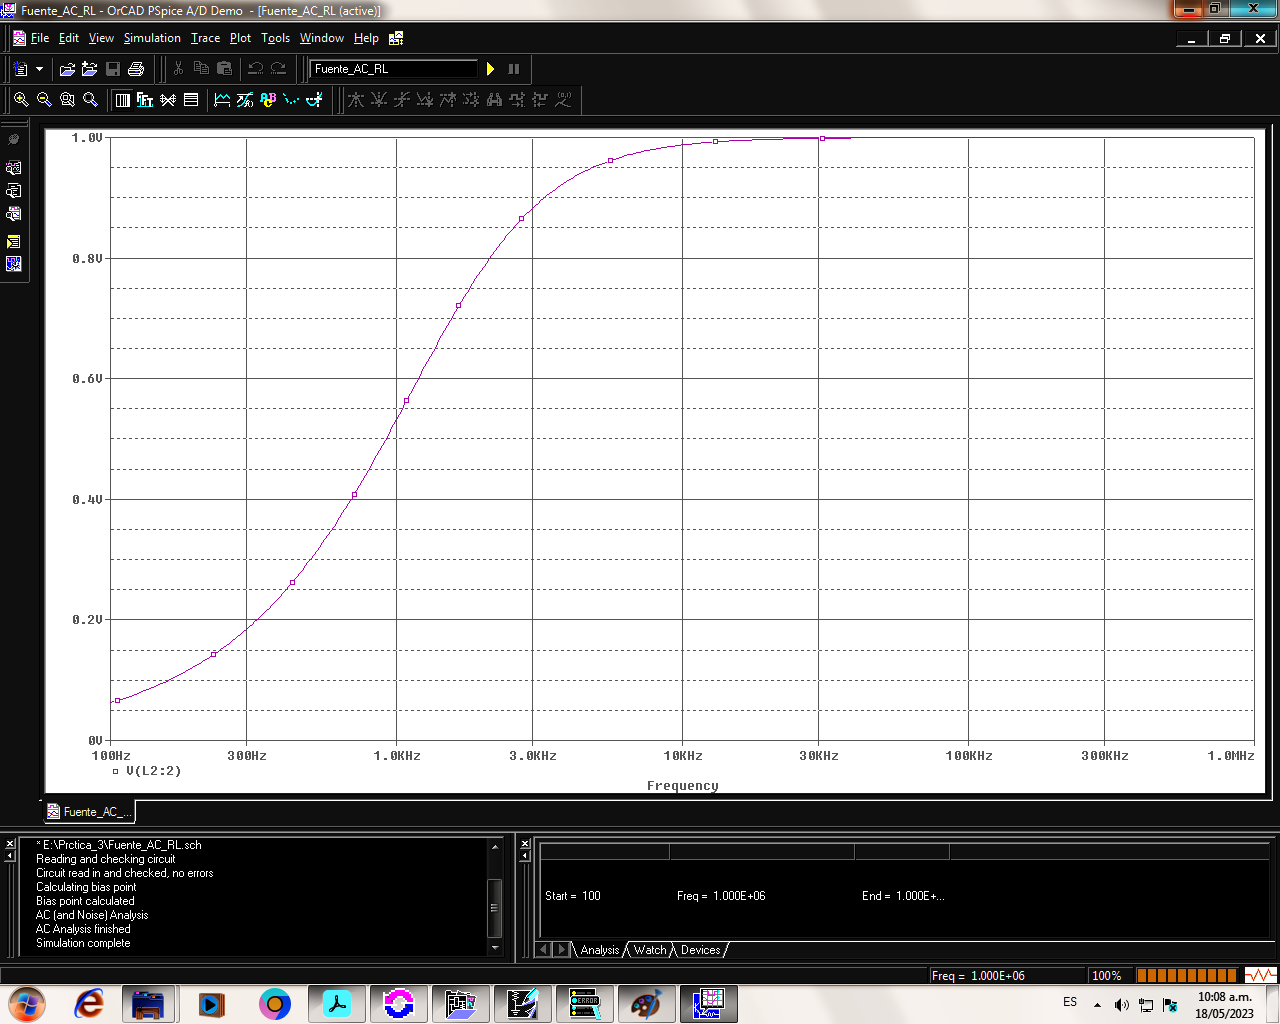 Fuente_AC_RL - OrCAD PSpice A/D Demo - [Fuente_AC_RL (active)]
File Edit View Simulation Trace Plot Tools Window Help
Fuente_AC_RL
FFT
1.0V
0.8V
0.6V
0.4V
0.2V
0V
100Hz 300Hz 1.0KHz 3.0KHz 10KHz 30KHz 100KHz 300KHz 1.0MHz
V(L2:2)
Frequency
Fuente_AC_...
* E:\Prctica_3\Fuente_AC_RL.sch
Reading and checking circuit
Circuit read in and checked, no errors
Calculating bias point
Bias point calculated
AC (and Noise) Analysis
AC Analysis finished
Simulation complete
Start = 100 Freq = 1.000E+06 End = 1.000E+...
Analysis Watch Devices
Freq = 1.000E+06 100%
ERROR
ES
10:08 a.m.
18/05/2023